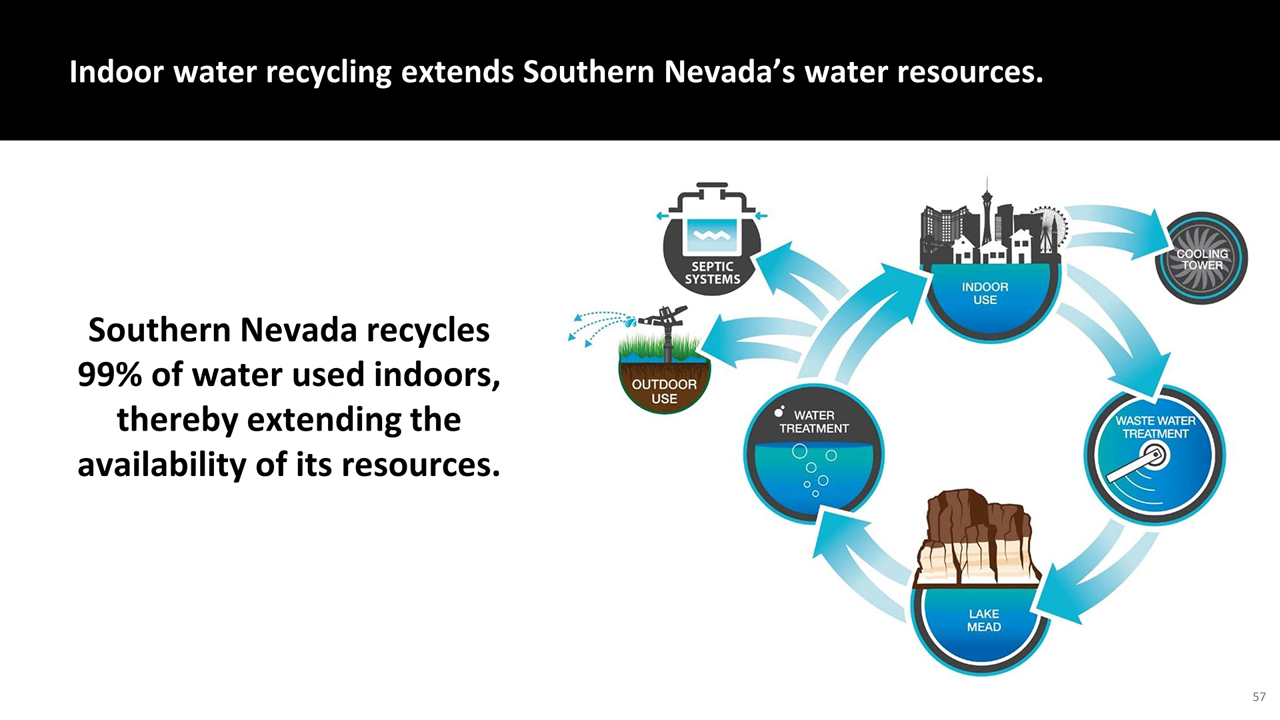 Indoor water recycling extends Southern Nevada’s water resources.
Southern Nevada recycles
99% of water used indoors,
thereby extending the
availability of its resources.
SEPTIC
SYSTEMS
INDOOR
USE
COOLING
TOWER
OUTDOOR
USE
WATER
TREATMENT
WASTE WATER
TREATMENT
LAKE
MEAD
57